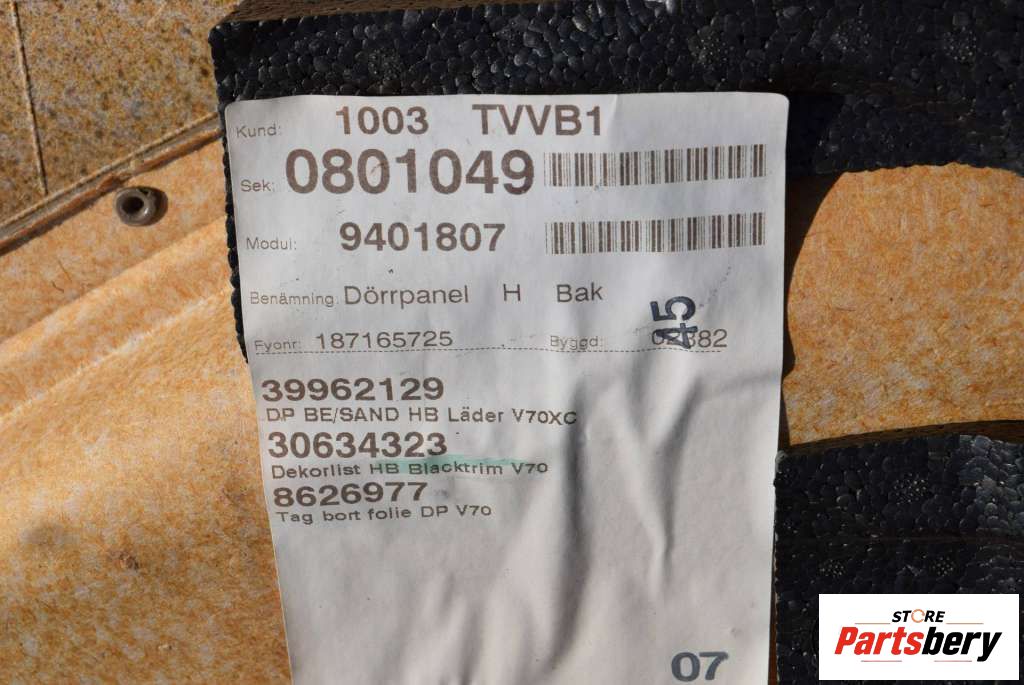 Kund: 1003 TVVB1
Sek: 0801049
Modul: 9401807
Benämning: Dörrpanel H Bak
45
Fyonr: 187165725 Byggd:
39962129
DP BE/SAND HB Läder V70XC
30634323
Dekorlist HB Blacktrim V70
8626977
Tag bort folie DP V70
07
STORE
Partsbery